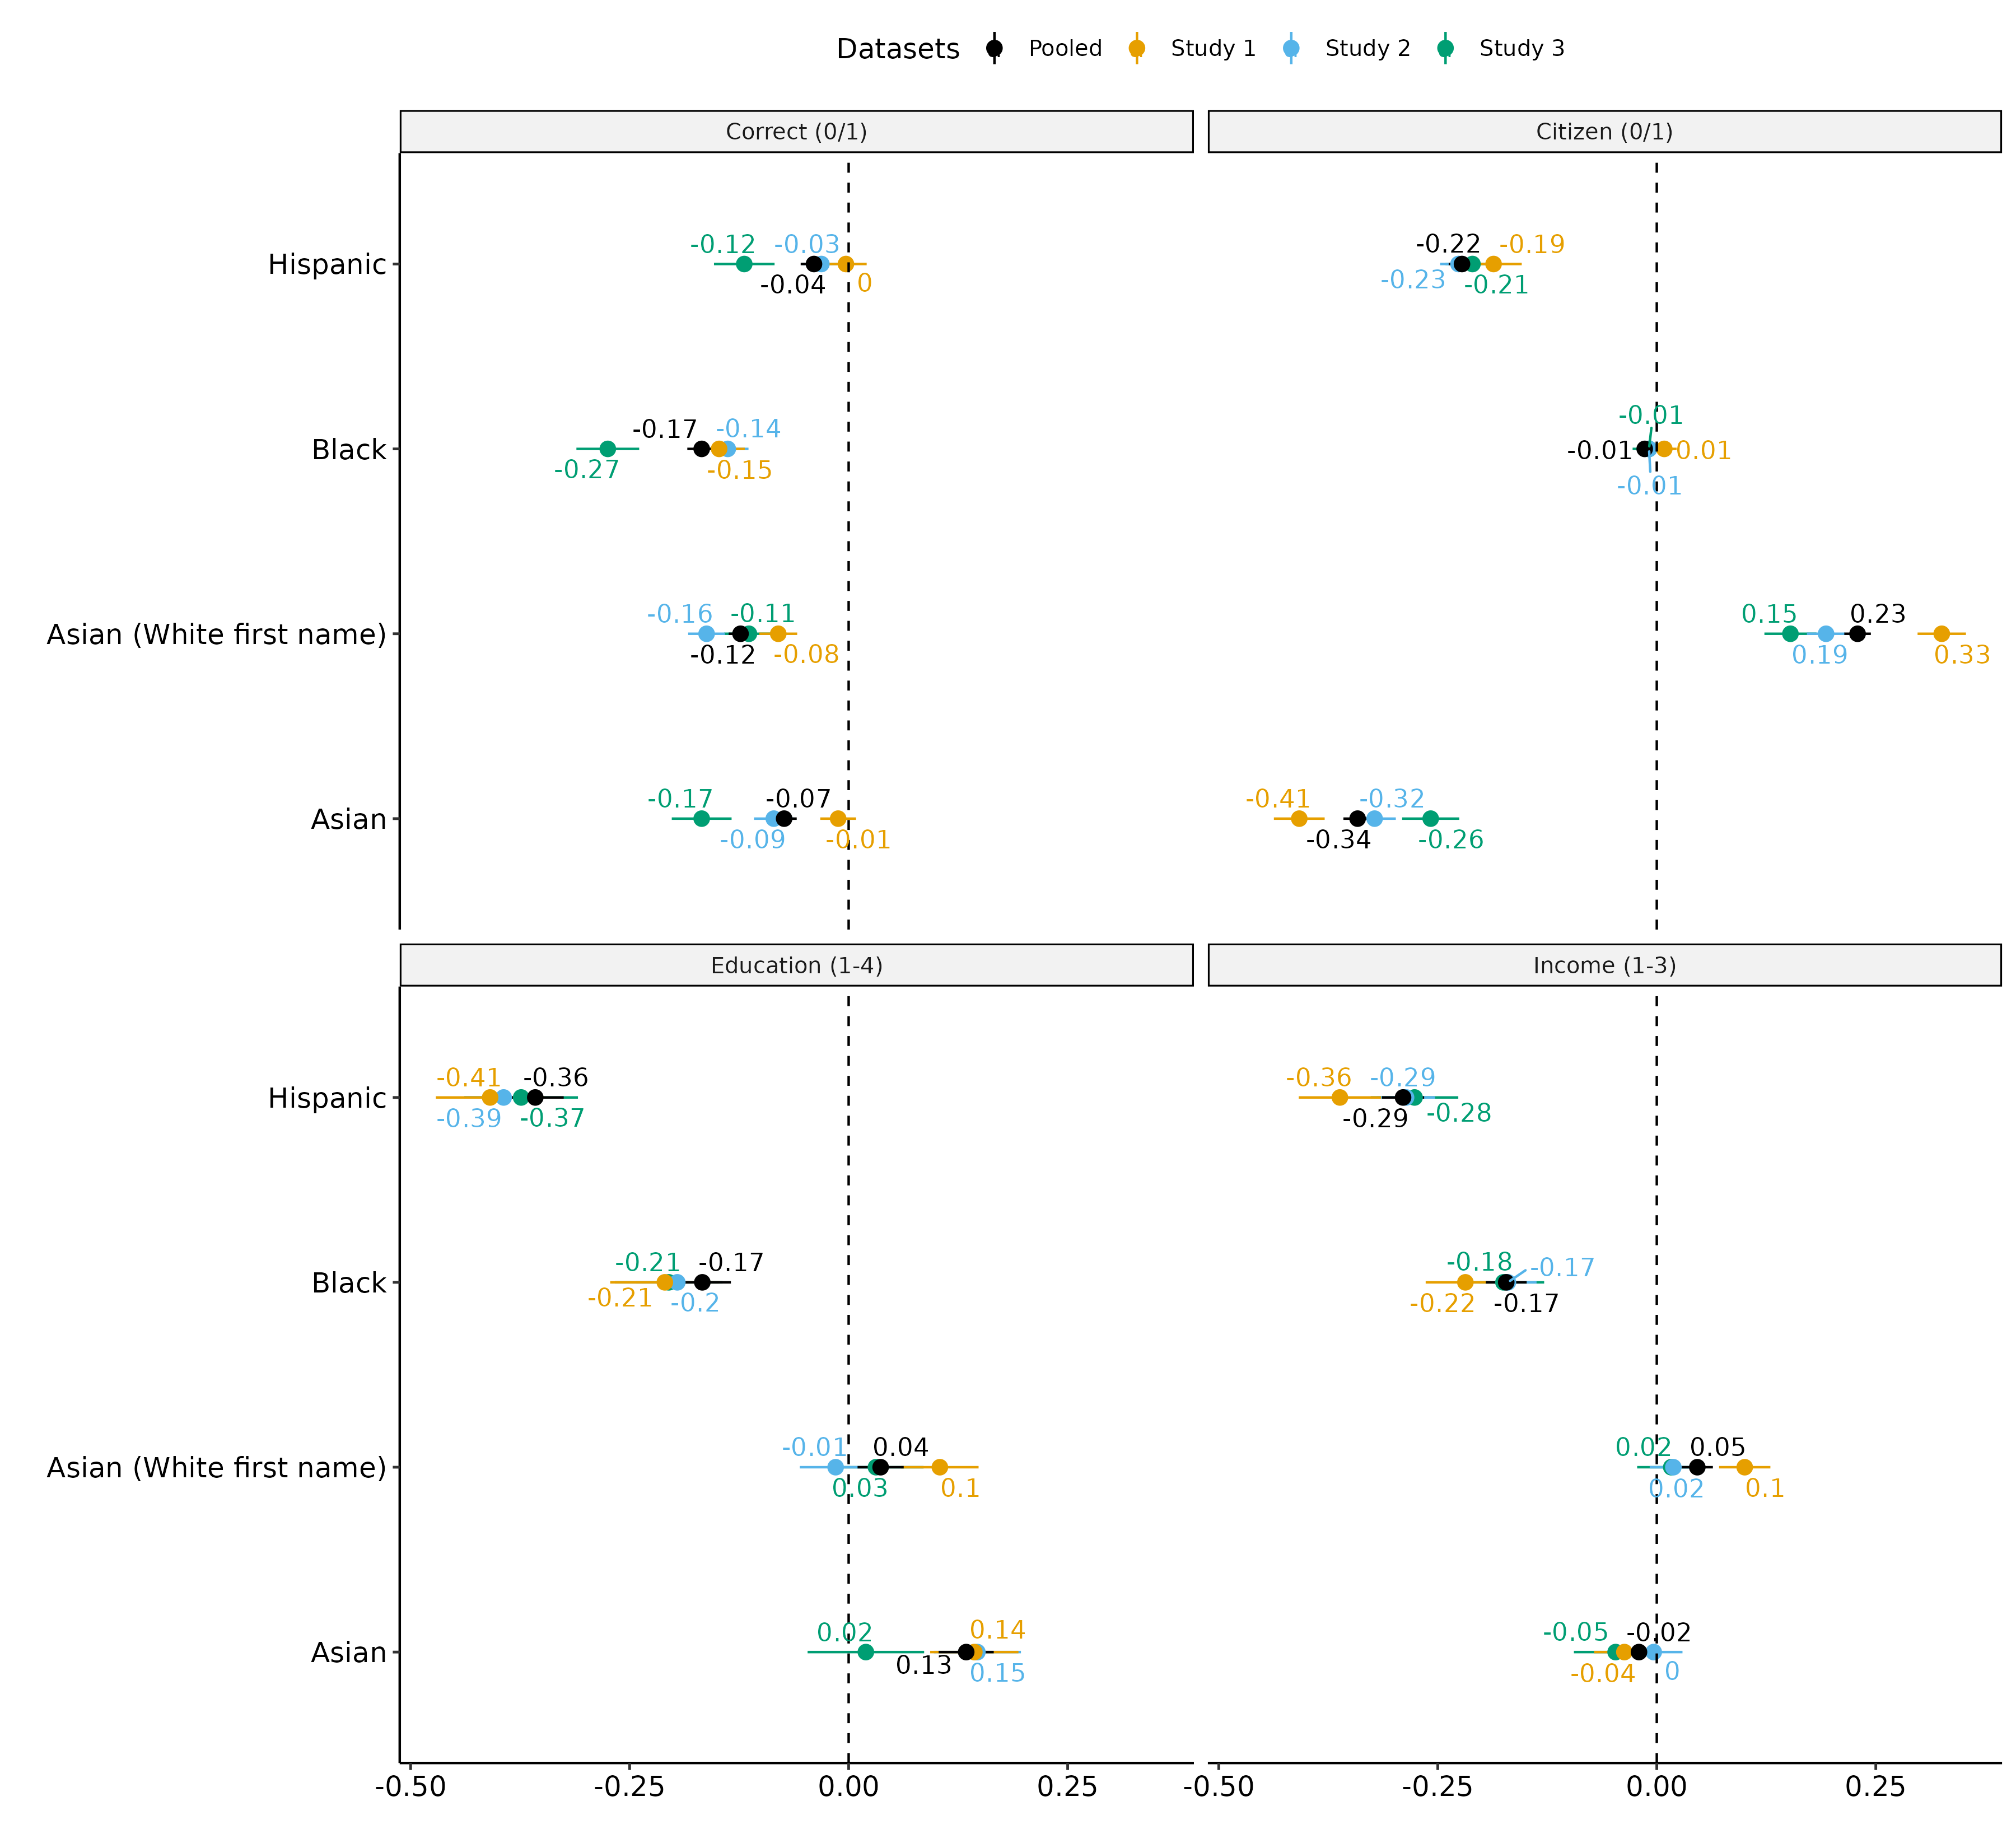 Datasets Pooled Study 1 Study 2 Study 3
Correct (0/1) Citizen (0/1)
-0.12 -0.03 -0.22 -0.19
Hispanic
-0.04 0 -0.23 -0.21
-0.01
-0.17 -0.14
Black -0.01 0.01
-0.27 -0.15
-0.01
-0.16 -0.11 0.15 0.23
Asian (White first name)
-0.12 -0.08 0.19 0.33
-0.17 -0.07 -0.41 -0.32
Asian
-0.09 -0.01 -0.34 -0.26
Education (1-4) Income (1-3)
-0.41 -0.36 -0.36 -0.29
Hispanic
-0.39 -0.37 -0.29 -0.28
-0.21 -0.17 -0.18 -0.17
Black
-0.21 -0.2 -0.22 -0.17
-0.01 0.04 0.02 0.05
Asian (White first name)
0.03 0.1 0.02 0.1
0.02 0.14 -0.05 -0.02
Asian
0.13 0.15 -0.04 0
-0.50 -0.25 0.00 0.25 -0.50 -0.25 0.00 0.25